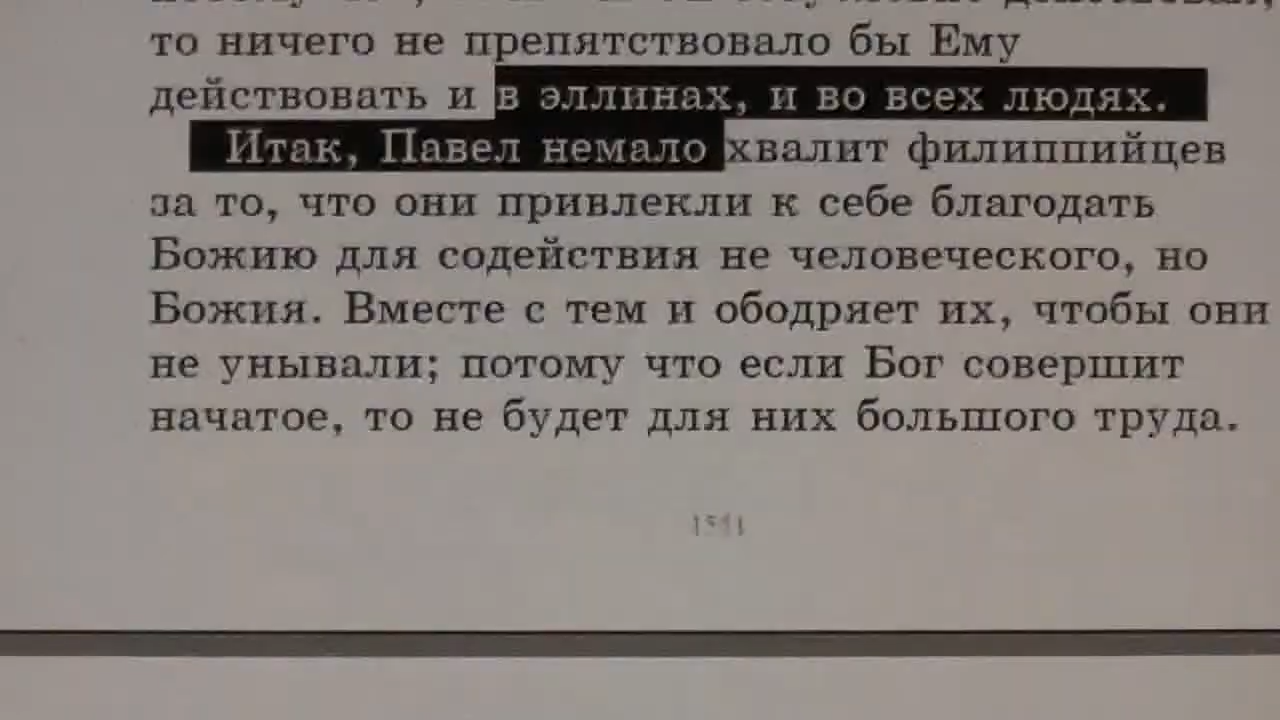 то ничего не препятствовало бы Ему
действовать и в эллинах, и во всех людях.
Итак, Павел немало хвалит филиппийцев
за то, что они привлекли к себе благодать
Божию для содействия не человеческого, но
Божия. Вместе с тем и ободряет их, чтобы они
не унывали; потому что если Бог совершит
начатое, то не будет для них большого труда.